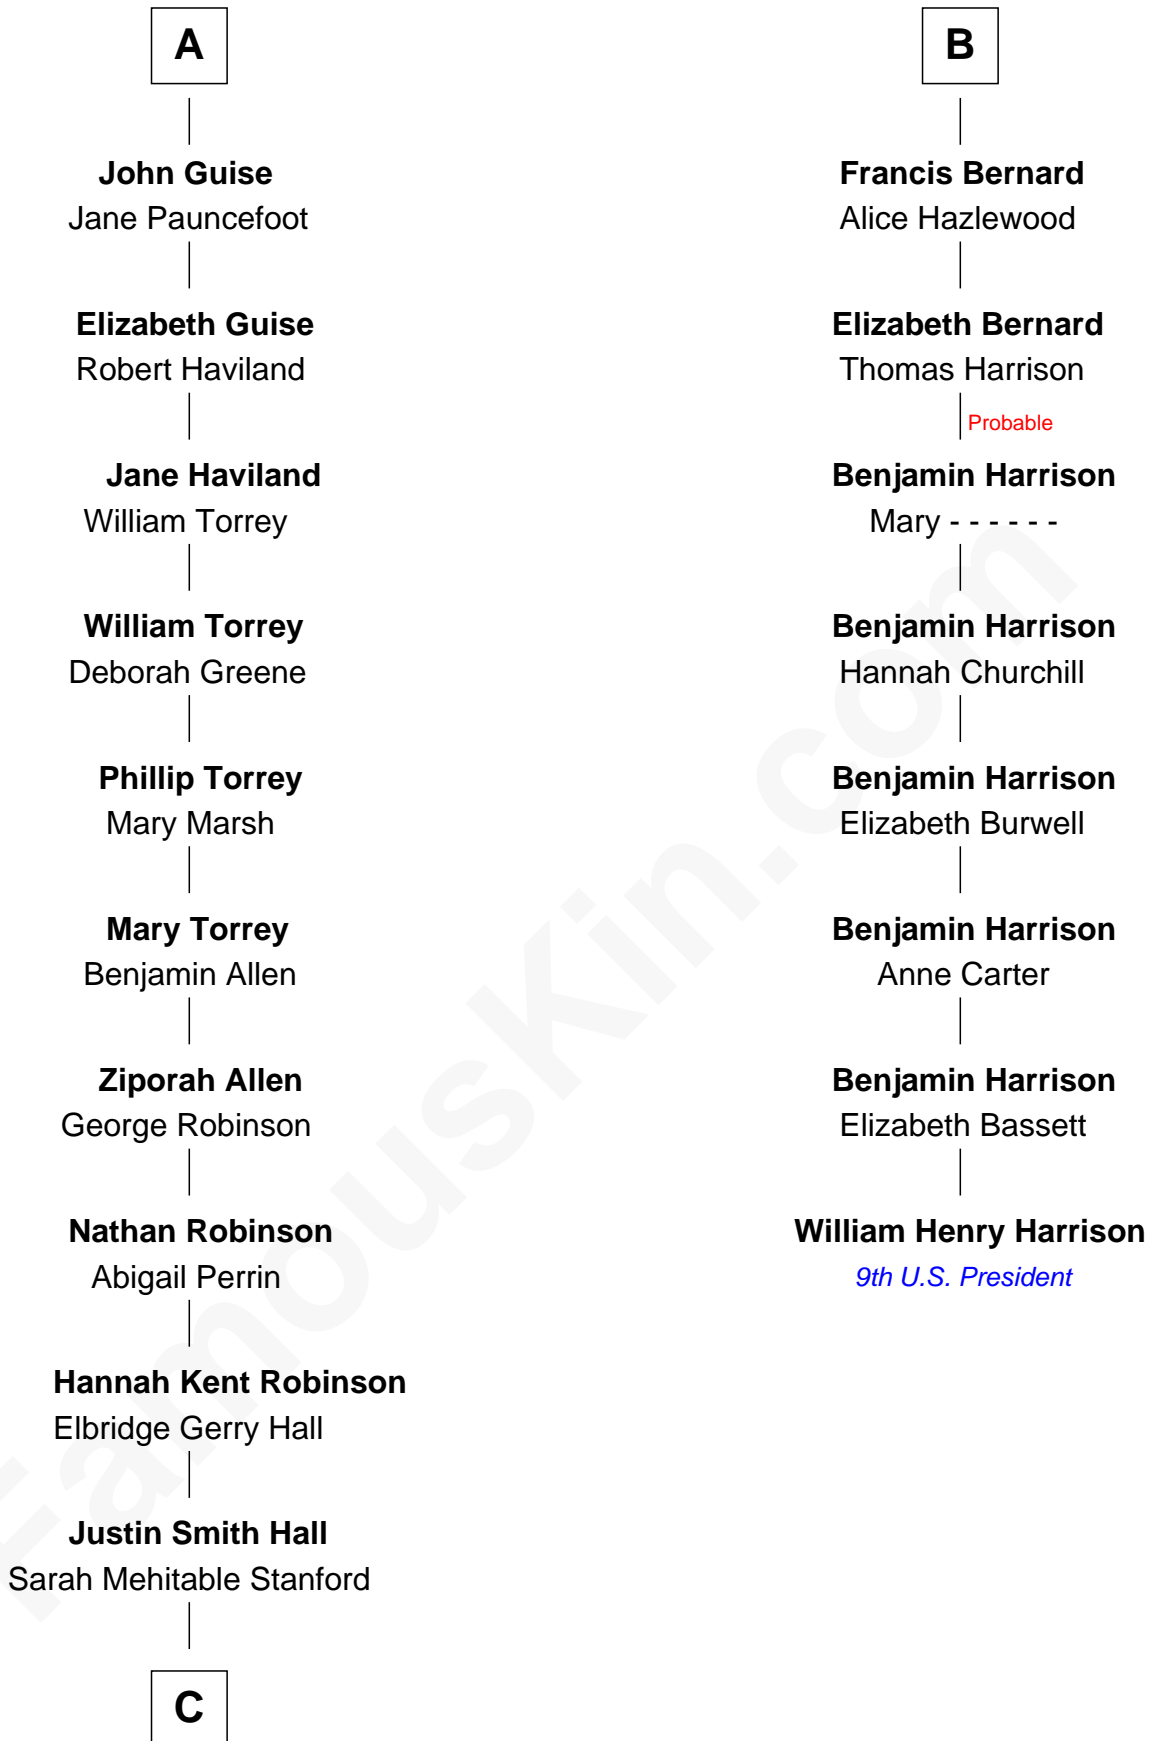 A
John Guise
Jane Pauncefoot
Elizabeth Guise
Robert Haviland
Jane Haviland
William Torrey
William Torrey
Deborah Greene
Phillip Torrey
Mary Marsh
Mary Torrey
Benjamin Allen
Ziporah Allen
George Robinson
Nathan Robinson
Abigail Perrin
Hannah Kent Robinson
Elbridge Gerry Hall
Justin Smith Hall
Sarah Mehitable Stanford
C
B
Francis Bernard
Alice Hazlewood
Elizabeth Bernard
Thomas Harrison
Probable
Benjamin Harrison
Mary - - - - - -
Benjamin Harrison
Hannah Churchill
Benjamin Harrison
Elizabeth Burwell
Benjamin Harrison
Anne Carter
Benjamin Harrison
Elizabeth Bassett
William Henry Harrison
9th U.S. President
FamousKin.com